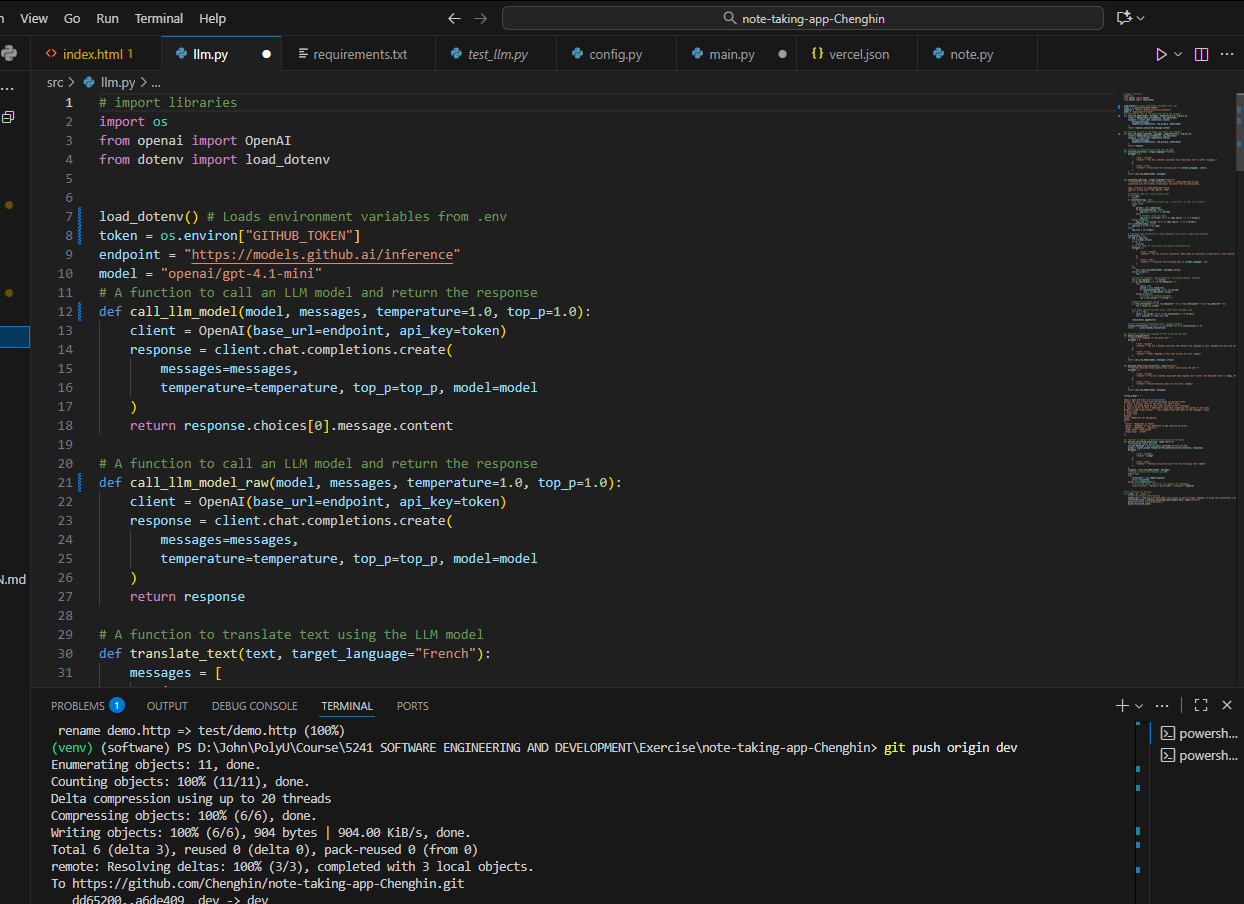 View Go Run Terminal Help
note-taking-app-Chenghin
index.html 1
llm.py
requirements.txt
test_llm.py
config.py
main.py
vercel.json
note.py
src > llm.py > ...
1 # import libraries
2 import os
3 from openai import OpenAI
4 from dotenv import load_dotenv
5
6
7 load_dotenv() # Loads environment variables from .env
8 token = os.environ["GITHUB_TOKEN"]
9 endpoint = "https://models.github.ai/inference"
10 model = "openai/gpt-4.1-mini"
11 # A function to call an LLM model and return the response
12 def call_llm_model(model, messages, temperature=1.0, top_p=1.0):
13     client = OpenAI(base_url=endpoint, api_key=token)
14     response = client.chat.completions.create(
15         messages=messages,
16         temperature=temperature, top_p=top_p, model=model
17     )
18     return response.choices[0].message.content
19
20 # A function to call an LLM model and return the response
21 def call_llm_model_raw(model, messages, temperature=1.0, top_p=1.0):
22     client = OpenAI(base_url=endpoint, api_key=token)
23     response = client.chat.completions.create(
24         messages=messages,
25         temperature=temperature, top_p=top_p, model=model
26     )
27     return response
28
29 # A function to translate text using the LLM model
30 def translate_text(text, target_language="French"):
31     messages = [
N.md
PROBLEMS 1 OUTPUT DEBUG CONSOLE TERMINAL PORTS
rename demo.http => test/demo.http (100%)
(venv) (software) PS D:\John\PolyU\Course\5241 SOFTWARE ENGINEERING AND DEVELOPMENT\Exercise\note-taking-app-Chenghin> git push origin dev
Enumerating objects: 11, done.
Counting objects: 100% (11/11), done.
Delta compression using up to 20 threads
Compressing objects: 100% (6/6), done.
Writing objects: 100% (6/6), 904 bytes | 904.00 KiB/s, done.
Total 6 (delta 3), reused 0 (delta 0), pack-reused 0 (from 0)
remote: Resolving deltas: 100% (3/3), completed with 3 local objects.
To https://github.com/Chenghin/note-taking-app-Chenghin.git
dd65200..a6de409 dev -> dev
powersh...
powersh...